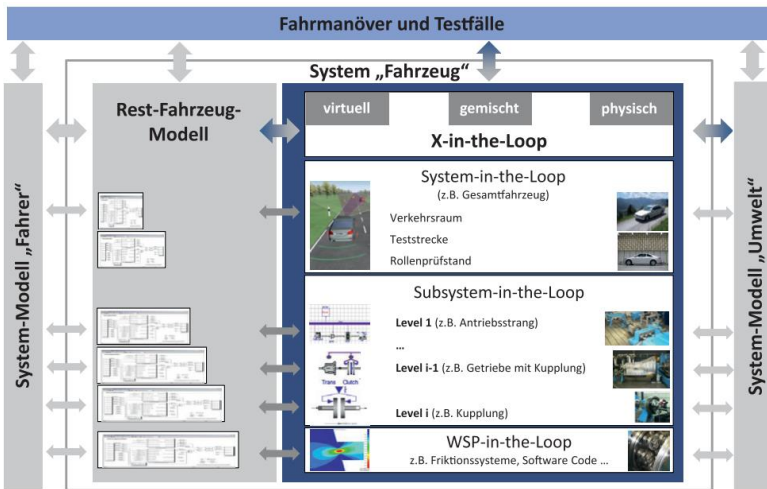 Fahrmanöver und Testfälle
System „Fahrzeug“
System-Modell „Fahrer“
Rest-Fahrzeug-
Modell
virtuell
gemischt
physisch
X-in-the-Loop
System-in-the-Loop
(z.B. Gesamtfahrzeug)
Verkehrsraum
Teststrecke
Rollenprüfstand
Subsystem-in-the-Loop
Level 1 (z.B. Antriebsstrang)
...
Level i-1 (z.B. Getriebe mit Kupplung)
Trans Clutch
Level i (z.B. Kupplung)
WSP-in-the-Loop
z.B. Friktionssysteme, Software Code ...
System-Modell „Umwelt“